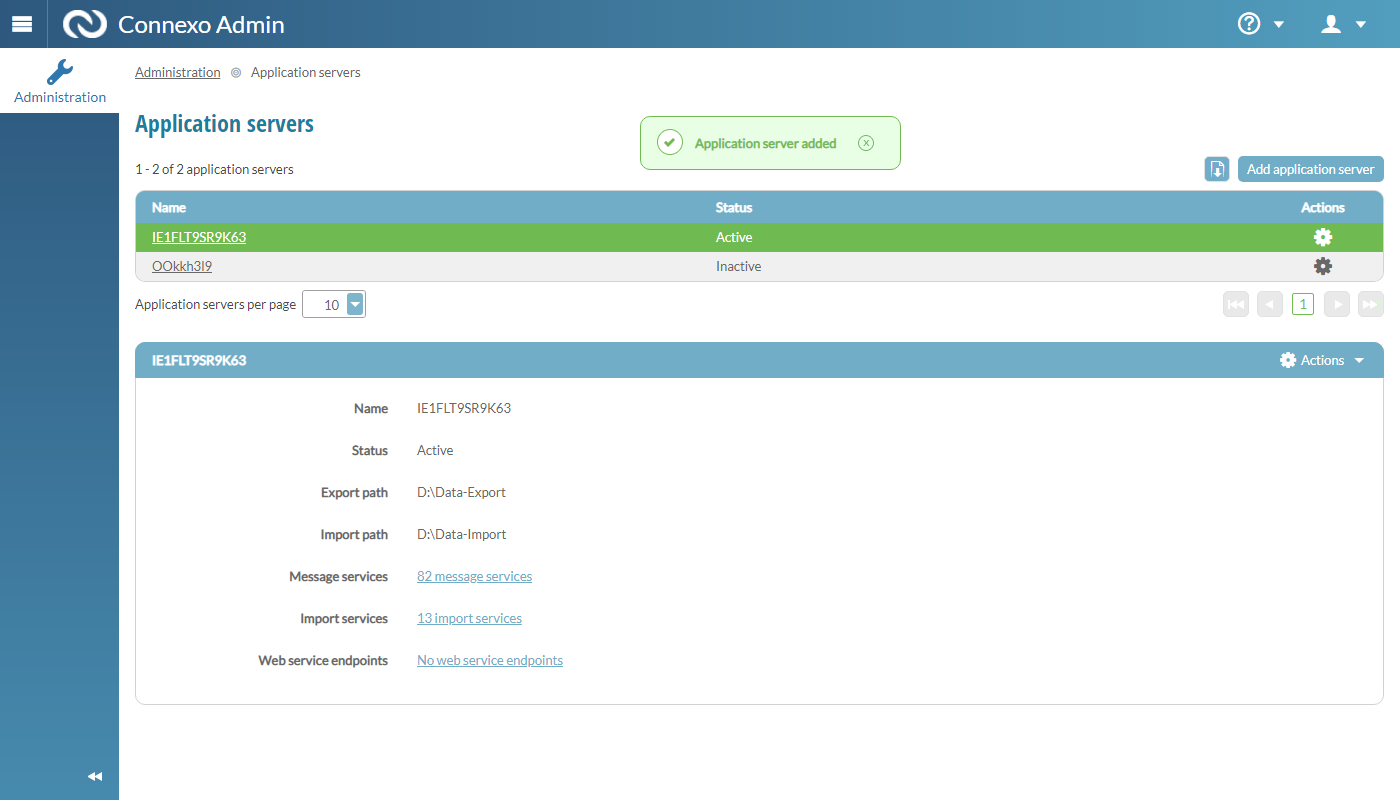 Connexo Admin
Administration
Administration Application servers
Application servers
Application server added
1 - 2 of 2 application servers
Add application server
Name Status Actions
IE1FLT9SR9K63 Active
OOkkh3I9 Inactive
Application servers per page 10
1
IE1FLT9SR9K63 Actions
Name IE1FLT9SR9K63
Status Active
Export path D:\Data-Export
Import path D:\Data-Import
Message services 82 message services
Import services 13 import services
Web service endpoints No web service endpoints